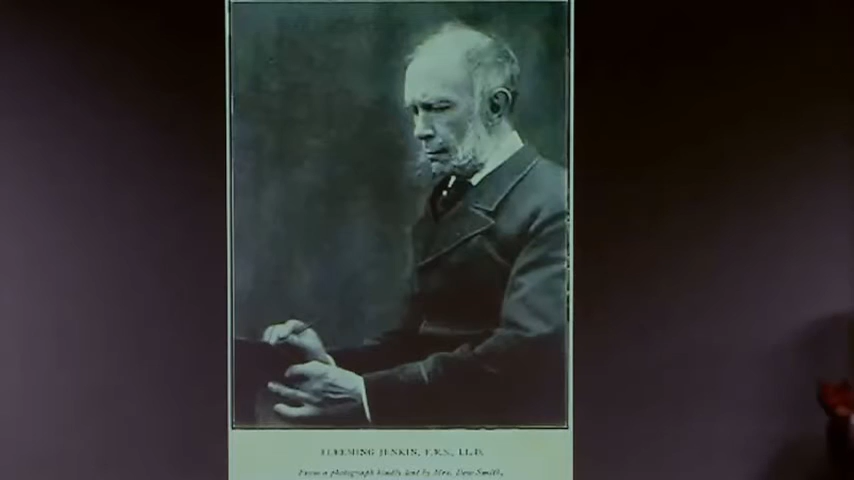 FLEEMING JENKIN, F.R.S., LL.D.
From a photograph kindly lent by Mrs. Dew-Smith.